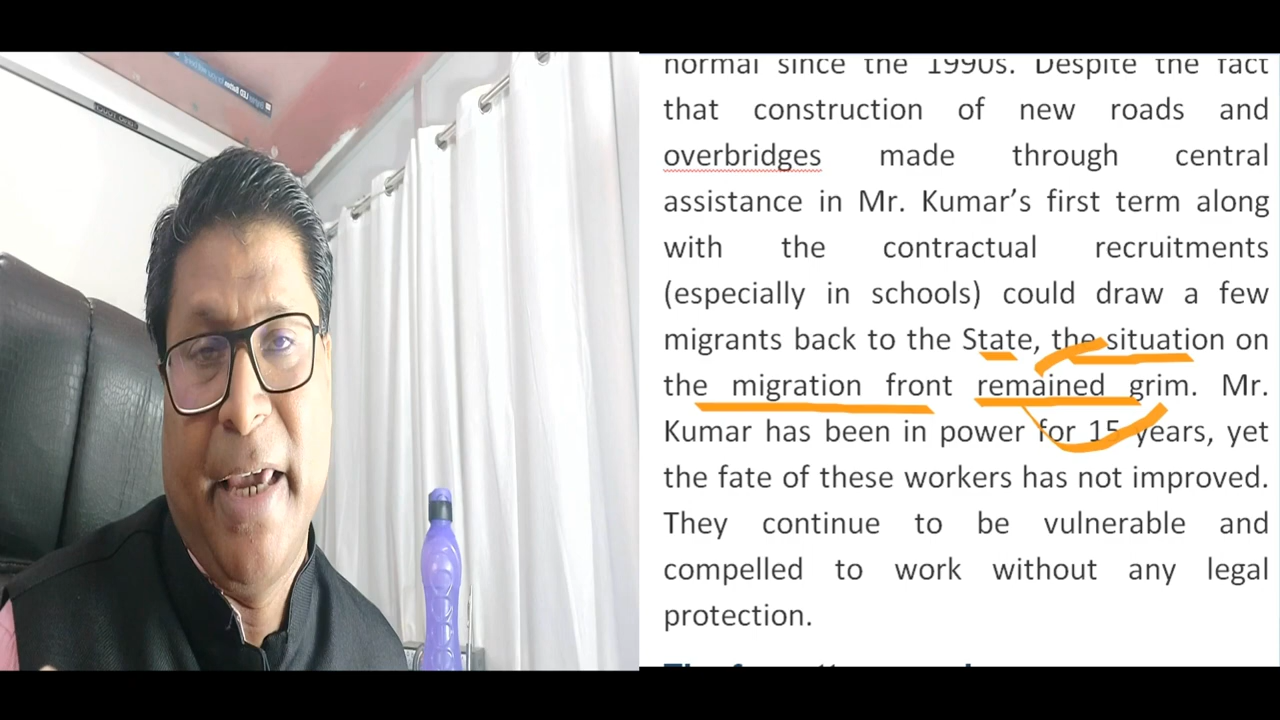 normal since the 1990s. Despite the fact
that construction of new roads and
overbridges made through central
assistance in Mr. Kumar’s first term along
with the contractual recruitments
(especially in schools) could draw a few
migrants back to the State, the situation on
the migration front remained grim. Mr.
Kumar has been in power for 15 years, yet
the fate of these workers has not improved.
They continue to be vulnerable and
compelled to work without any legal
protection.